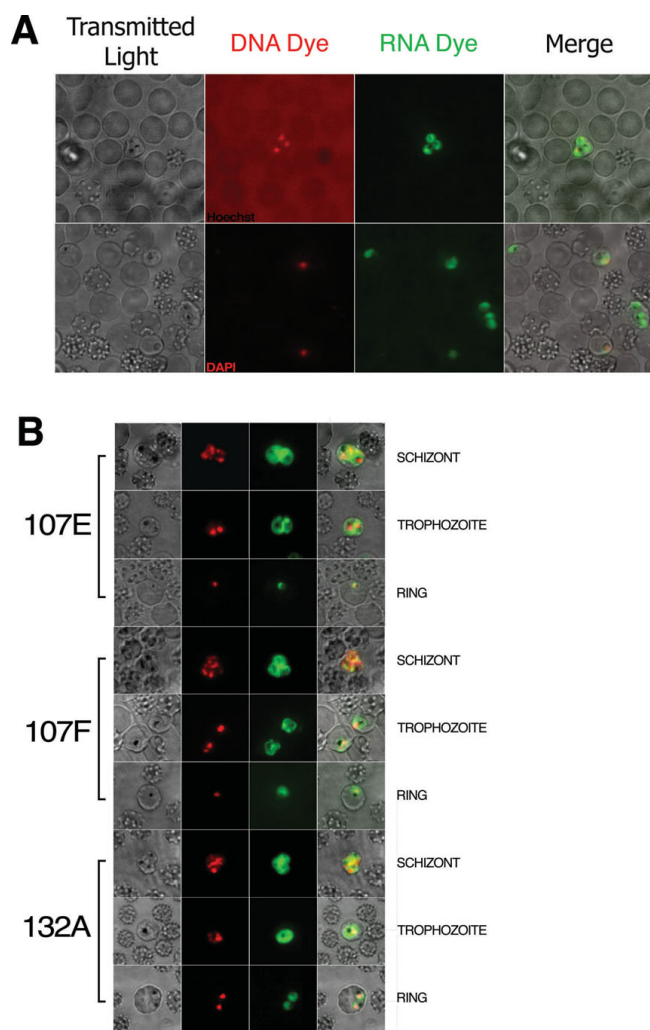 A
Transmitted
Light
DNA Dye
RNA Dye
Merge
Hoechst
DAPI
B
107E
SCHIZONT
TROPHOZOITE
RING
107F
SCHIZONT
TROPHOZOITE
RING
132A
SCHIZONT
TROPHOZOITE
RING